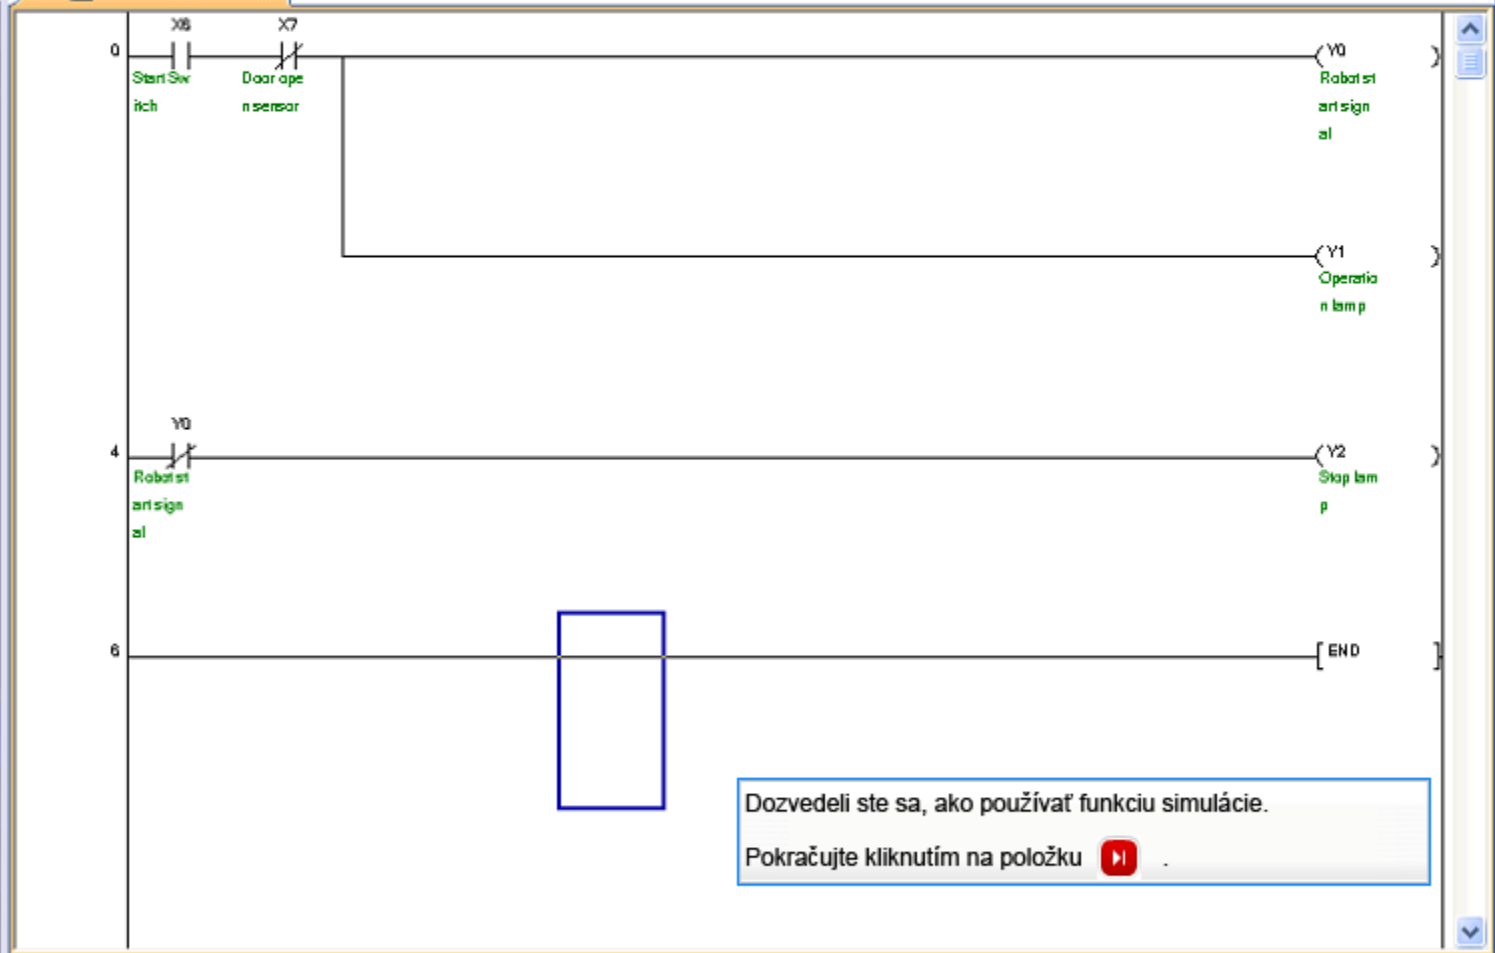 X6 X7
0 Y0
Start Sw Door ope Robot st
itch n sensor art sign
al
Y1
Operatio
n lamp
Y0
4 Y2
Robot st Stop lam
art sign p
al
6 END
Dozvedeli ste sa, ako používať funkciu simulácie.
Pokračujte kliknutím na položku .